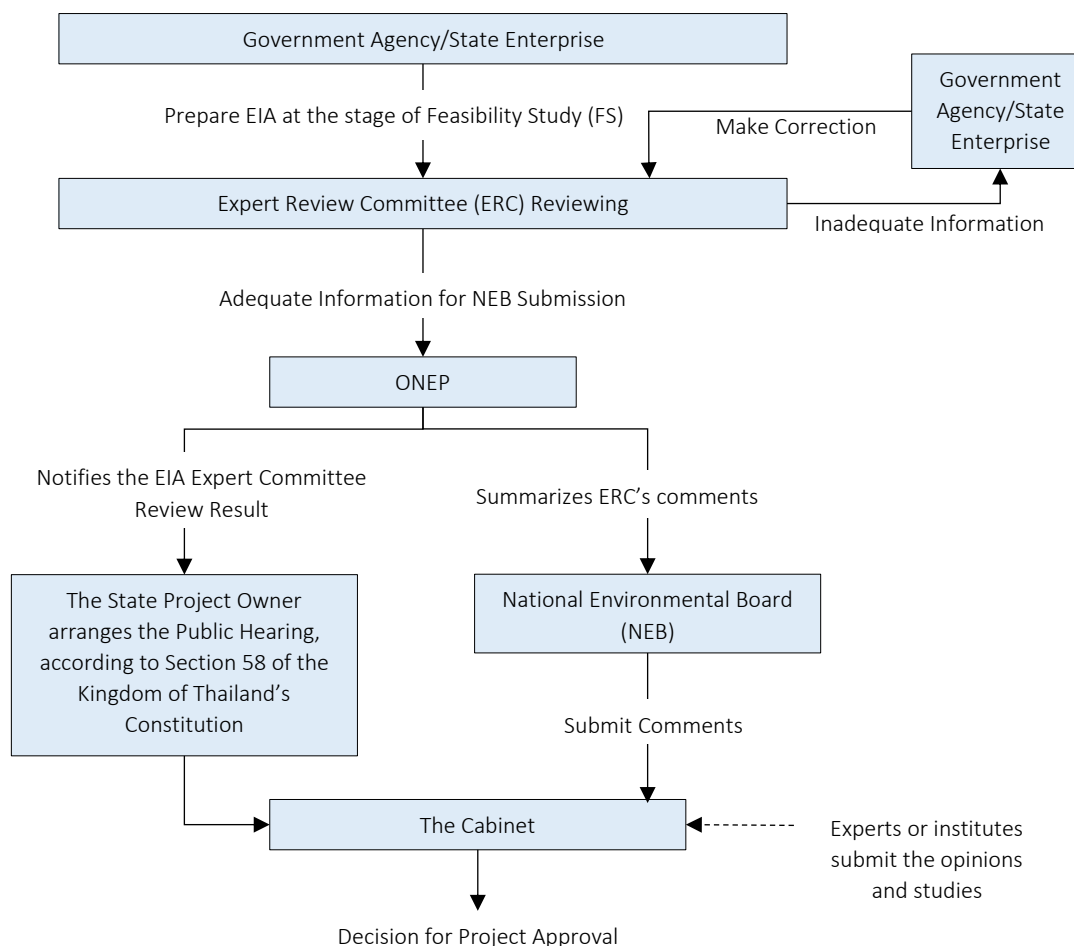 Government Agency/State Enterprise
Government
Agency/State
Enterprise
Prepare EIA at the stage of Feasibility Study (FS)
Make Correction
Expert Review Committee (ERC) Reviewing
Inadequate Information
Adequate Information for NEB Submission
ONEP
Notifies the EIA Expert Committee
Review Result
Summarizes ERC’s comments
The State Project Owner
arranges the Public Hearing,
according to Section 58 of the
Kingdom of Thailand’s
Constitution
National Environmental Board
(NEB)
Submit Comments
The Cabinet
Experts or institutes
submit the opinions
and studies
Decision for Project Approval